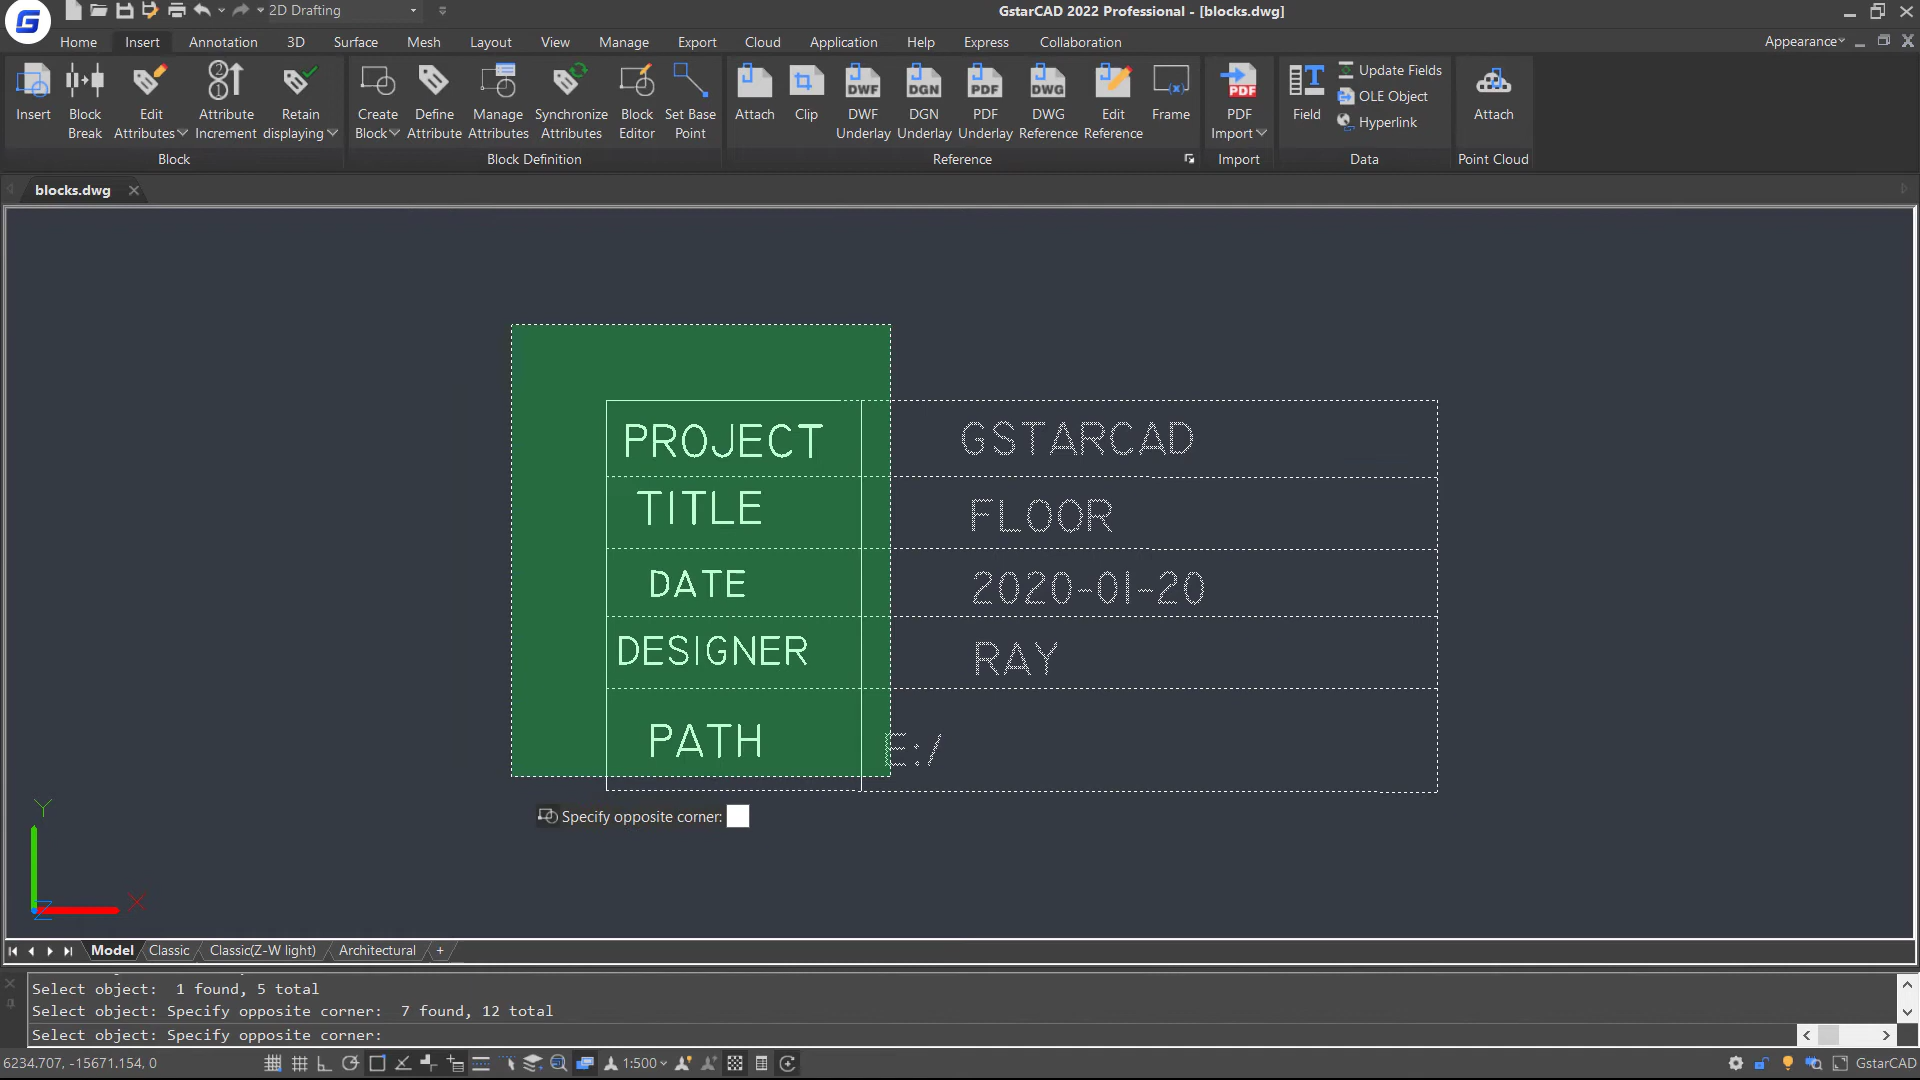 2D Drafting
GstarCAD 2022 Professional - [blocks.dwg]
Home Insert Annotation 3D Surface Mesh Layout View Manage Export Cloud Application Help Express Collaboration Appearance
Insert
Block Break
Edit Attributes
Attribute Increment
Retain displaying
Block
Create Block
Define Attribute
Manage Attributes
Synchronize Attributes
Block Editor
Set Base Point
Block Definition
Attach
Clip
DWF Underlay
DGN Underlay
PDF Underlay
DWG Reference
Edit Reference
Frame
Reference
PDF Import
Import
Field
Update Fields
OLE Object
Hyperlink
Data
Attach
Point Cloud
blocks.dwg
PROJECT GSTARCAD
TITLE FLOOR
DATE 2020-01-20
DESIGNER RAY
PATH E:/
Specify opposite corner:
Y
X
Z
Model Classic Classic(Z-W light) Architectural +
Select object: 1 found, 5 total
Select object: Specify opposite corner: 7 found, 12 total
Select object: Specify opposite corner:
6234.707, -15671.154, 0
1:500
GstarCAD